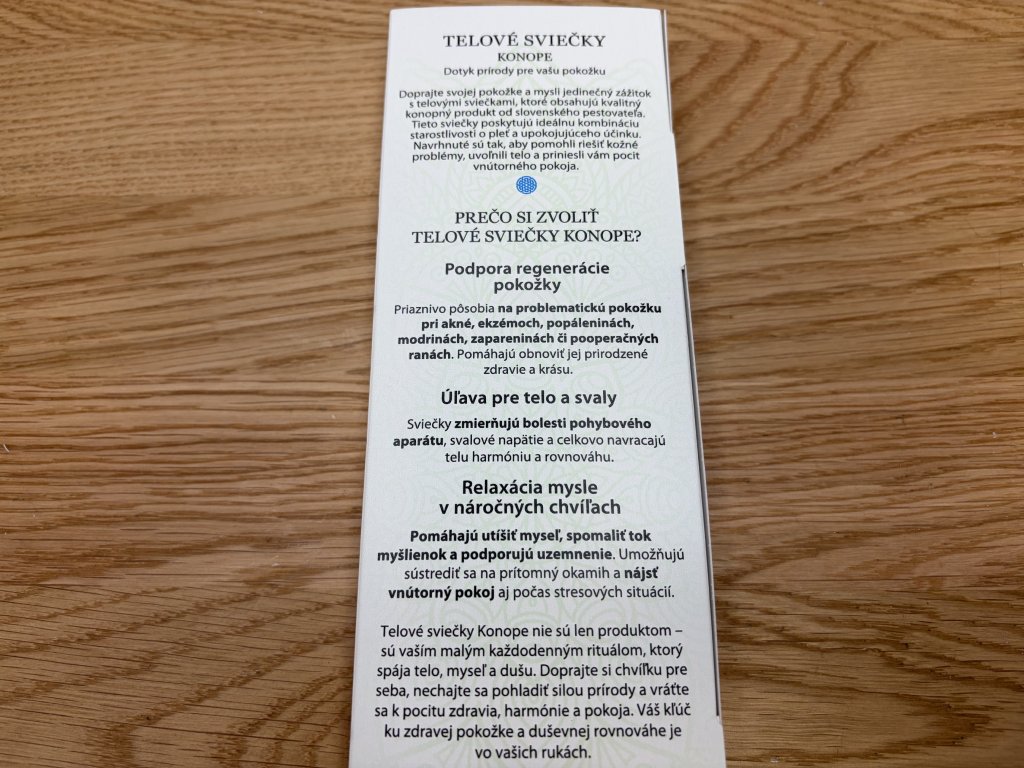 TELOVÉ SVIEČKY
KONOPE
Dotyk prírody pre vašu pokožku
Doprajte svojej pokožke a mysli jedinečný zážitok
s telovými sviečkami, ktoré obsahujú kvalitný
konopný produkt od slovenského pestovateľa.
Tieto sviečky poskytujú ideálnu kombináciu
starostlivosti o pleť a upokojujúceho účinku.
Navrhnuté sú tak, aby pomohli riešiť kožné
problémy, uvoľnili telo a priniesli vám pocit
vnútorného pokoja.
PREČO SI ZVOLIŤ
TELOVÉ SVIEČKY KONOPE?
Podpora regenerácie
pokožky
Priaznivo pôsobia na problematickú pokožku
pri akné, ekzémoch, popáleninách,
modrinách, zapareninách či pooperačných
ranách. Pomáhajú obnoviť jej prirodzené
zdravie a krásu.
Úľava pre telo a svaly
Sviečky zmierňujú bolesti pohybového
aparátu, svalové napätie a celkovo navracajú
telu harmóniu a rovnováhu.
Relaxácia mysle
v náročných chvíľach
Pomáhajú utíšiť myseľ, spomaliť tok
myšlienok a podporujú uzemnenie. Umožňujú
sústrediť sa na prítomný okamih a nájsť
vnútorný pokoj aj počas stresových situácií.
Telové sviečky Konope nie sú len produktom –
sú vaším malým každodenným rituálom, ktorý
spája telo, myseľ a dušu. Doprajte si chvíľku pre
seba, nechajte sa pohladiť silou prírody a vráťte
sa k pocitu zdravia, harmónie a pokoja. Váš kľúč
ku zdravej pokožke a duševnej rovnováhe je
vo vašich rukách.